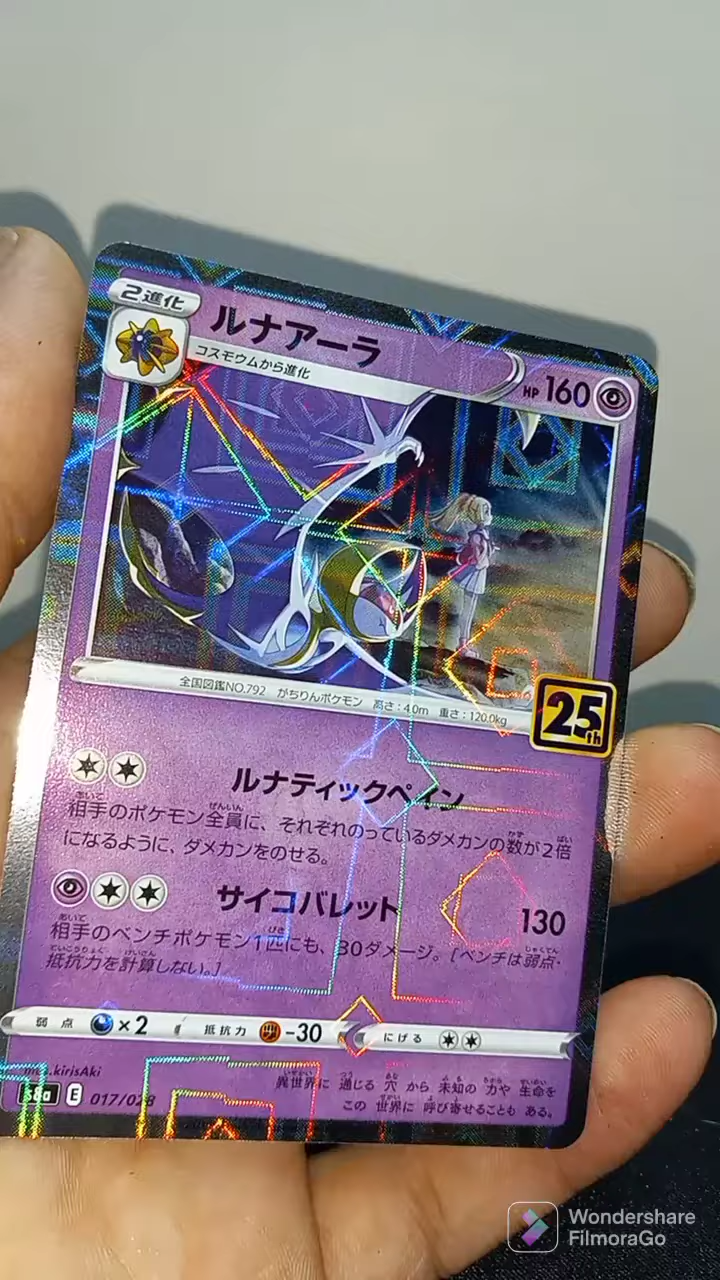 2進化
ルナアーラ
コスモウムから進化
HP 160
全国図鑑NO.792 がちりんポケモン 高さ:4.0m 重さ:120.0kg
25th
ルナティックペイン
相手のポケモン全員に、それぞれのっているダメカンの数が2倍
になるように、ダメカンをのせる。
サイコバレット 130
相手のベンチポケモン1匹にも、30ダメージ。[ベンチは弱点・
抵抗力を計算しない。]
弱点 ×2 抵抗力 -30 にげる
kirisAki
異世界に 通じる 穴 から 未知の 力や 生命を
S8a E 017/028
この 世界に 呼び寄せることも ある。
Wondershare
FilmoraGo